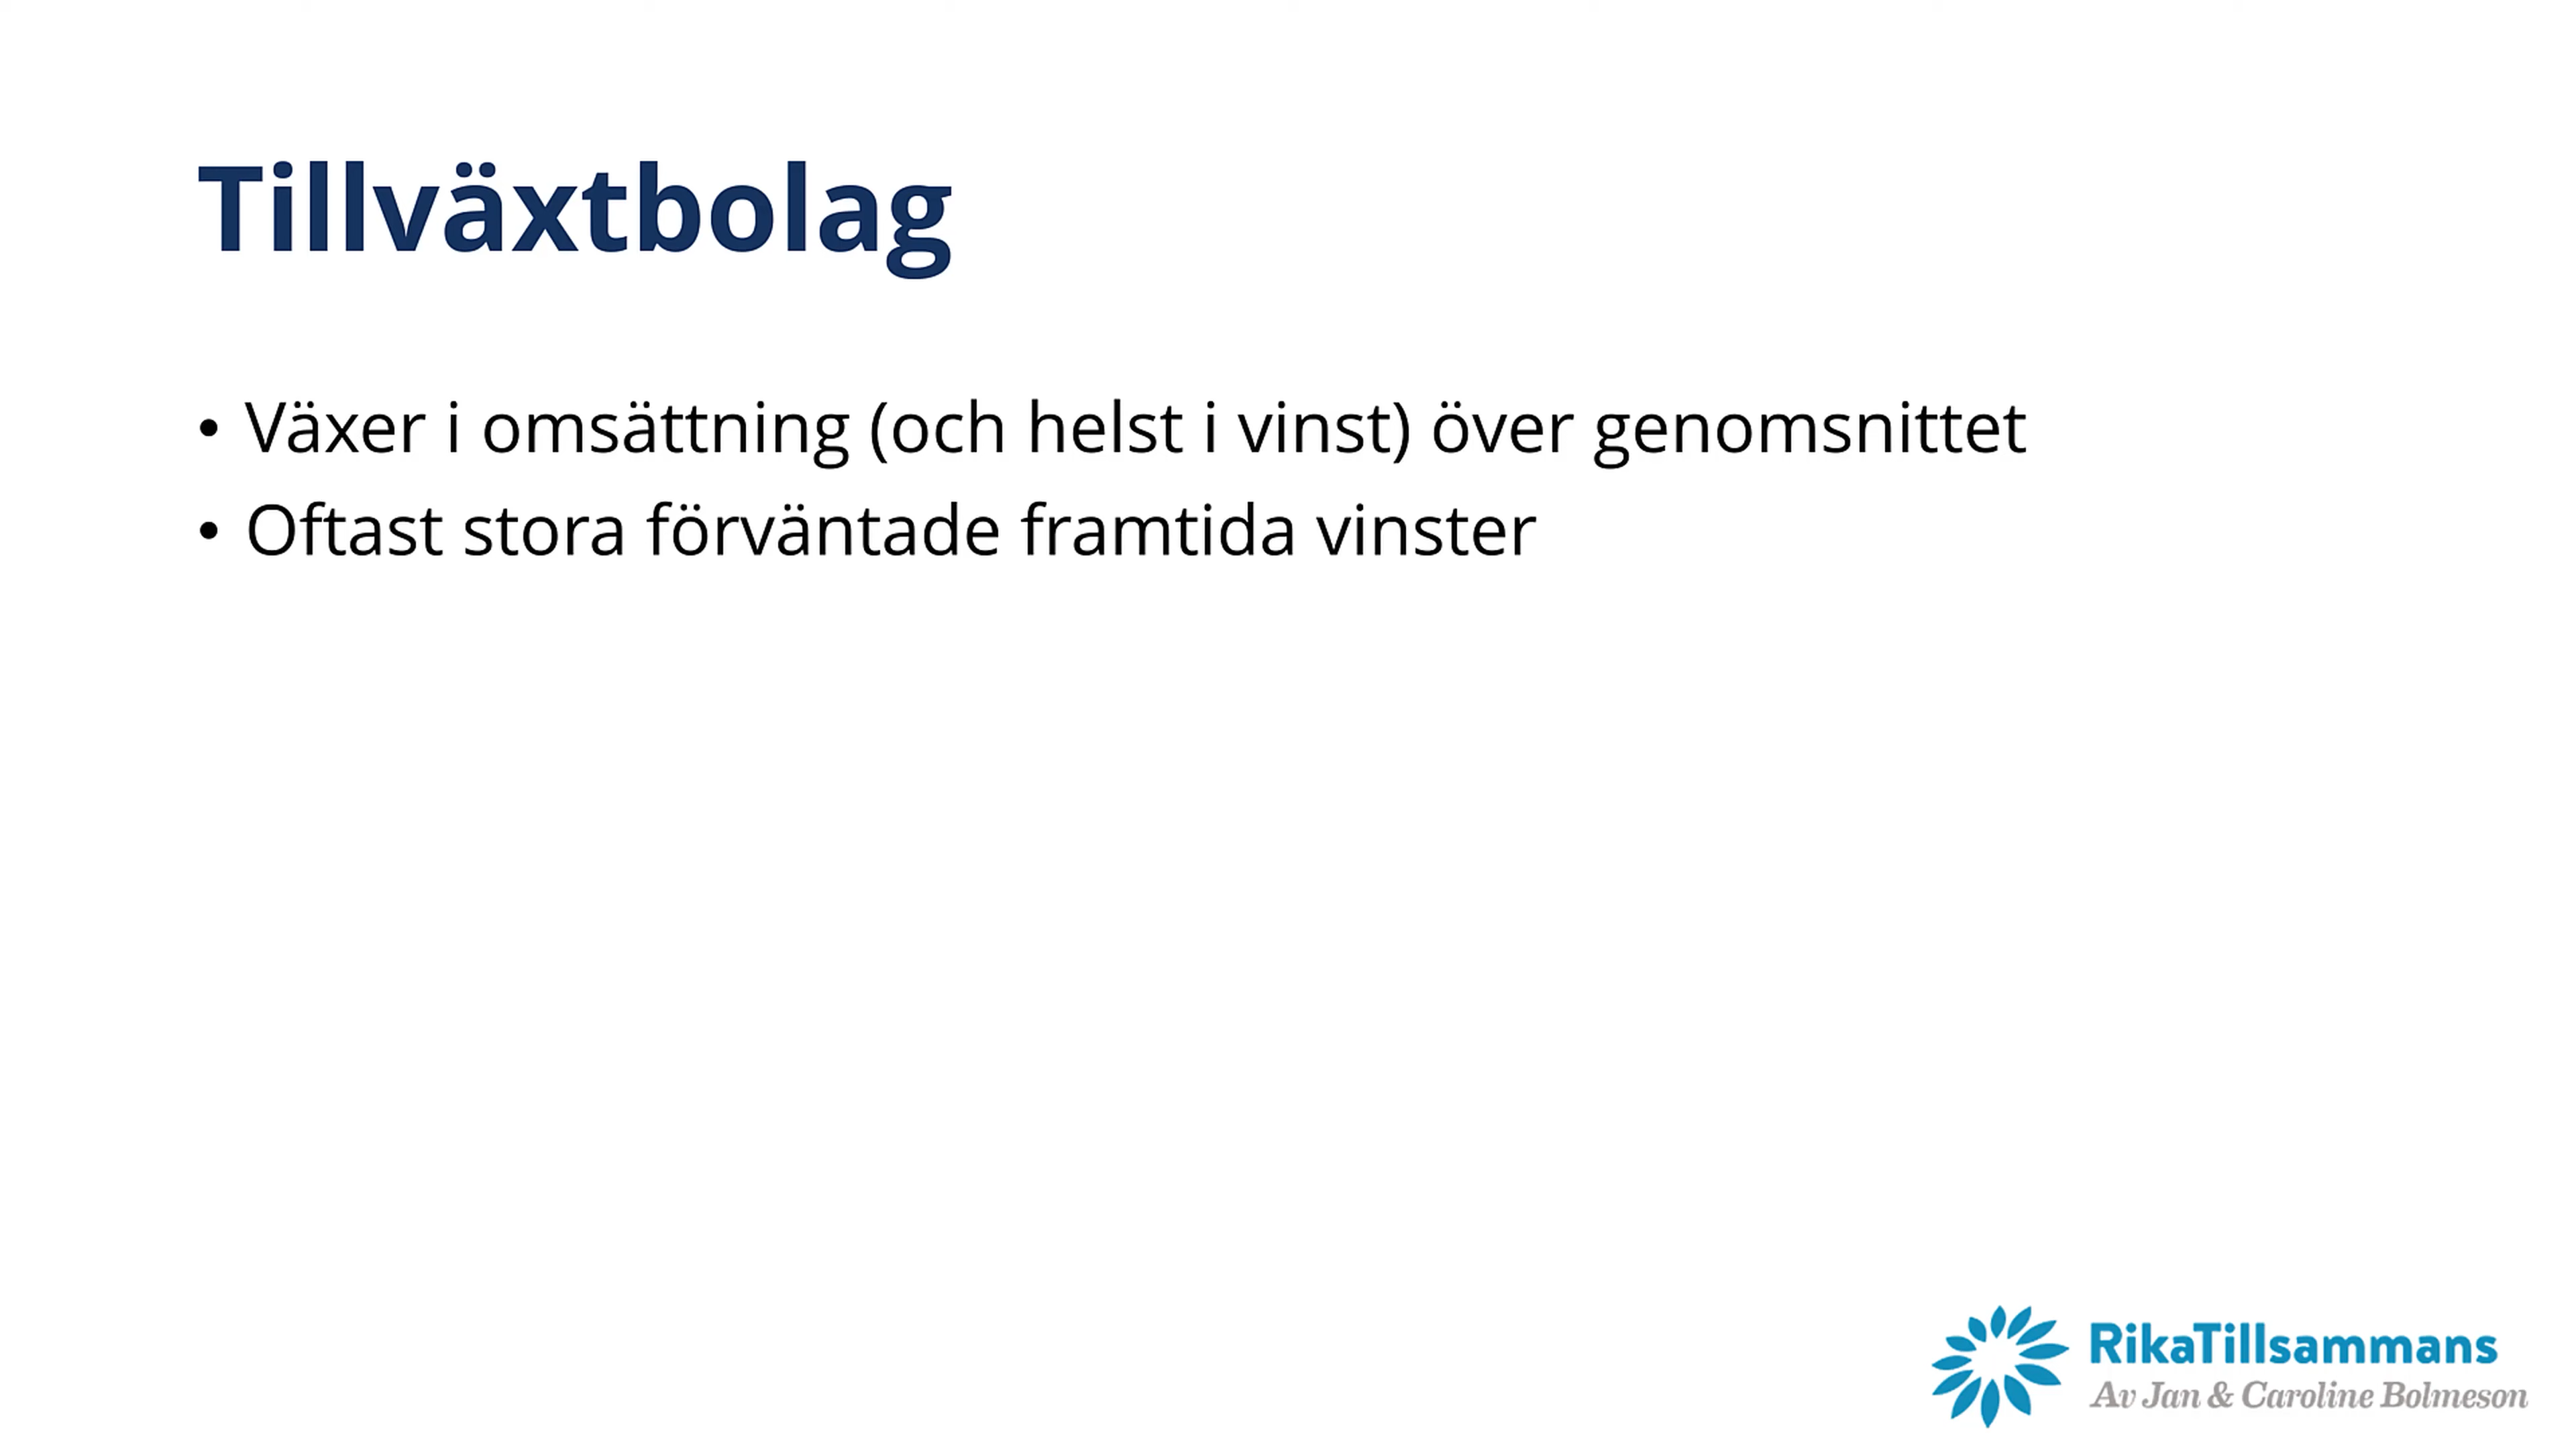 Tillväxtbolag
• Växer i omsättning (och helst i vinst) över genomsnittet
• Oftast stora förväntade framtida vinster
RikaTillsammans
Av Jan & Caroline Bolmeson